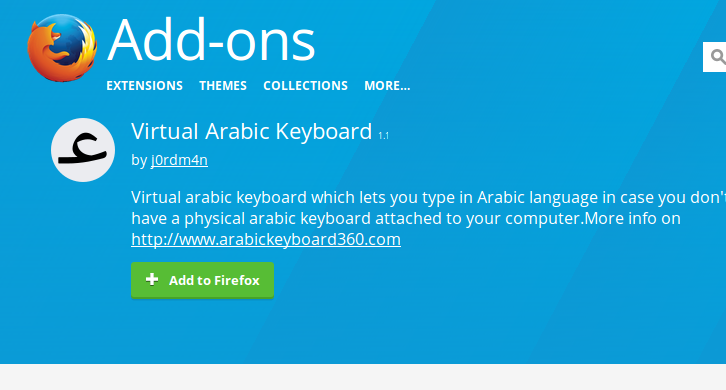 Add-ons
EXTENSIONS THEMES COLLECTIONS MORE...
عـ
Virtual Arabic Keyboard 1.1
by j0rdm4n
Virtual arabic keyboard which lets you type in Arabic language in case you don't
have a physical arabic keyboard attached to your computer.More info on
http://www.arabickeyboard360.com
Add to Firefox